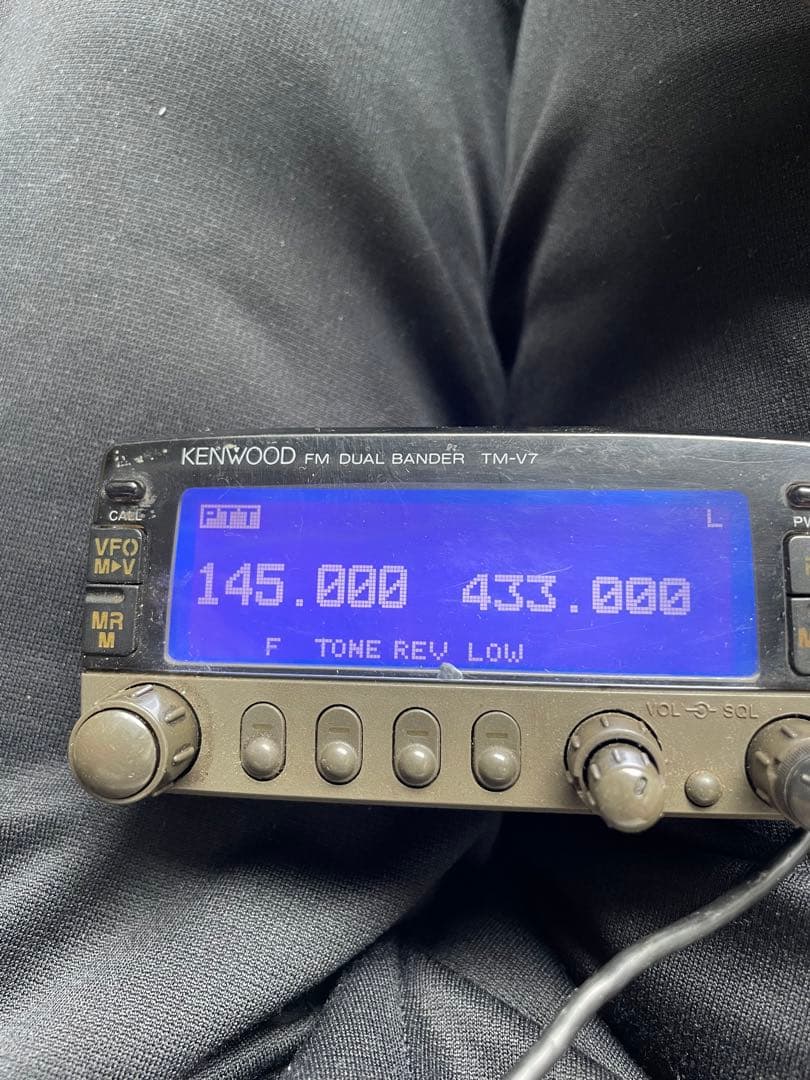 KENWOOD FM DUAL BANDER TM-V7
CALL
PTT L
VFO
M▶V
145.000 433.000
MR
M
F TONE REV LOW
VOL SQL